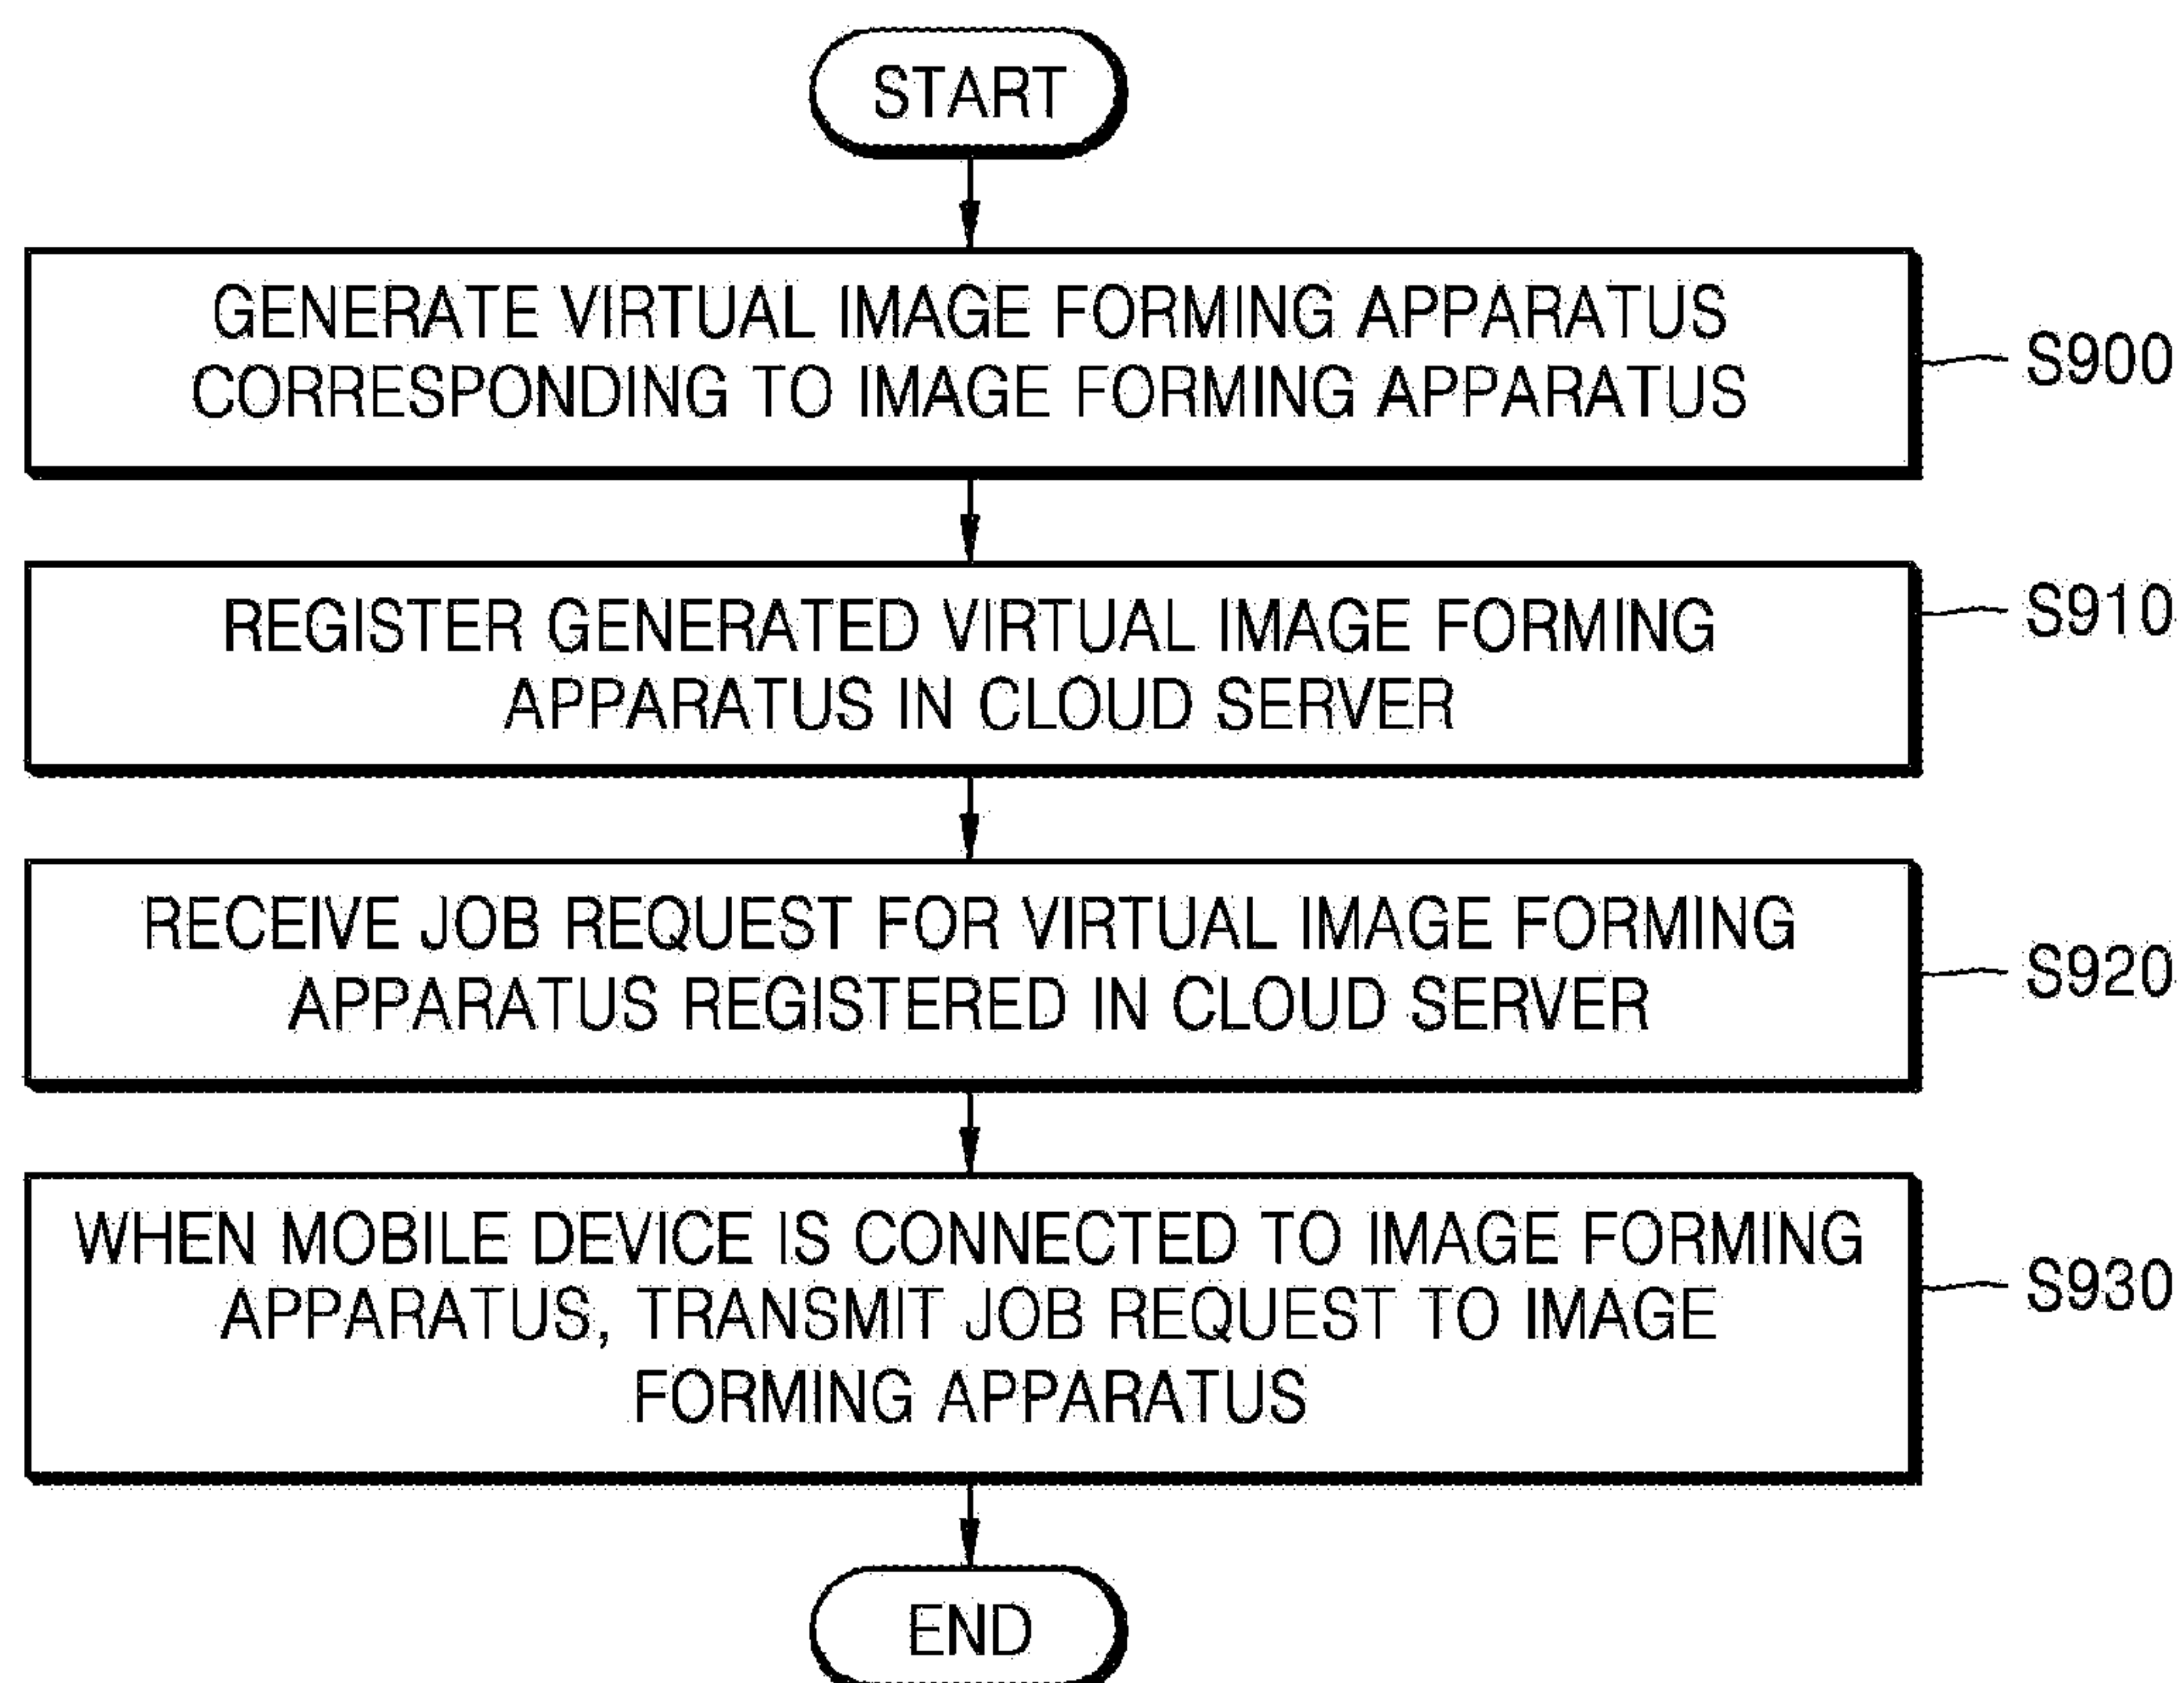 START
GENERATE VIRTUAL IMAGE FORMING APPARATUS
CORRESPONDING TO IMAGE FORMING APPARATUS
S900
REGISTER GENERATED VIRTUAL IMAGE FORMING
APPARATUS IN CLOUD SERVER
S910
RECEIVE JOB REQUEST FOR VIRTUAL IMAGE FORMING
APPARATUS REGISTERED IN CLOUD SERVER
S920
WHEN MOBILE DEVICE IS CONNECTED TO IMAGE FORMING
APPARATUS, TRANSMIT JOB REQUEST TO IMAGE
FORMING APPARATUS
S930
END